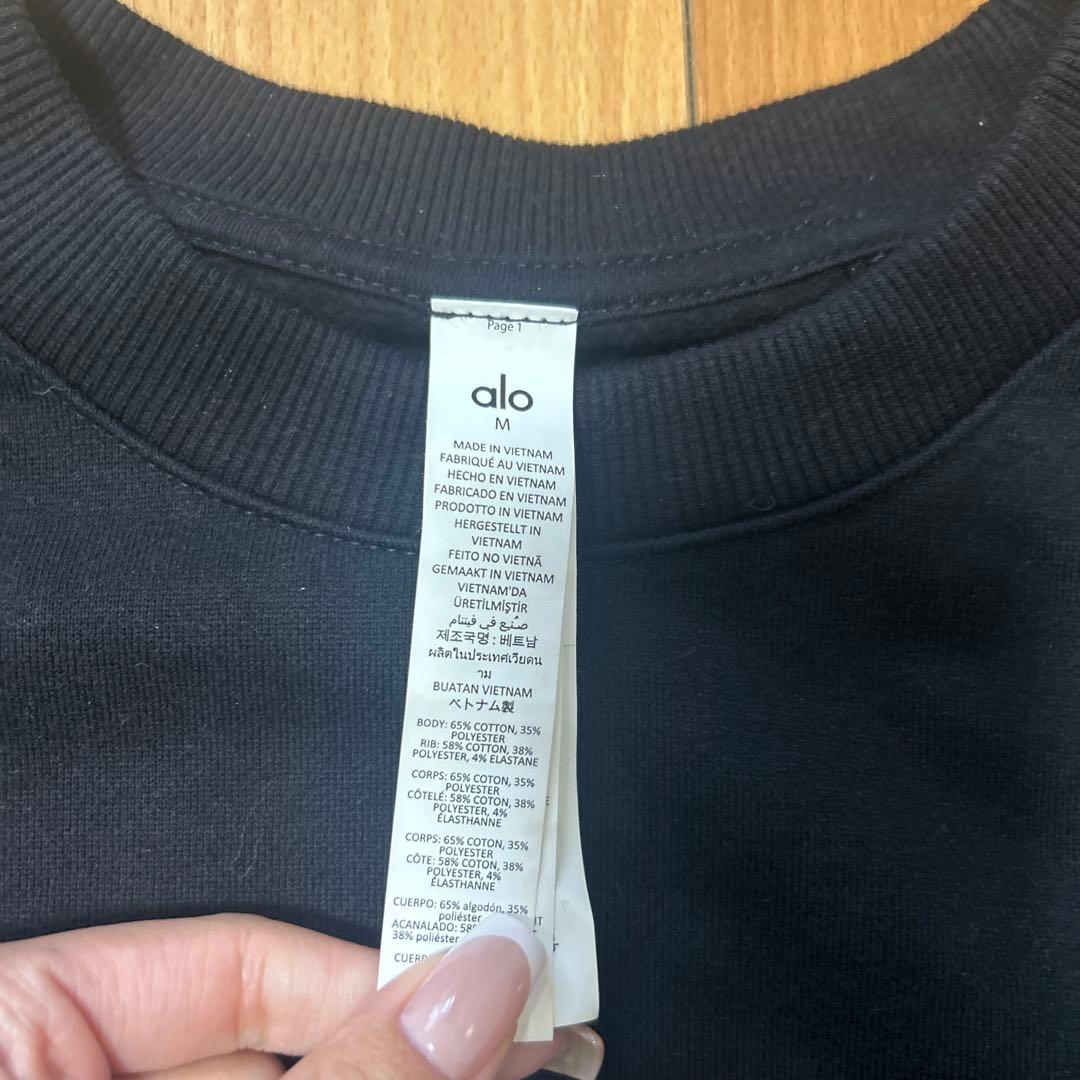 Page 1
alo
M
MADE IN VIETNAM
FABRIQUÉ AU VIETNAM
HECHO EN VIETNAM
FABRICADO EN VIETNAM
PRODOTTO IN VIETNAM
HERGESTELLT IN
VIETNAM
FEITO NO VIETNÃ
GEMAAKT IN VIETNAM
VIETNAM'DA
ÜRETİLMİŞTİR
صُنِع في فيتنام
제조국명 : 베트남
ผลิตในประเทศเวียดน
าม
BUATAN VIETNAM
ベトナム製
BODY: 65% COTTON, 35%
POLYESTER
RIB: 58% COTTON, 38%
POLYESTER, 4% ELASTANE
CORPS: 65% COTON, 35%
POLYESTER
CÔTELÉ: 58% COTON, 38%
POLYESTER, 4%
ÉLASTHANNE
CORPS: 65% COTON, 35%
POLYESTER
CÔTE: 58% COTON, 38%
POLYESTER, 4%
ÉLASTHANNE
CUERPO: 65% algodón, 35%
poliéster
ACANALADO:
38% poliéster